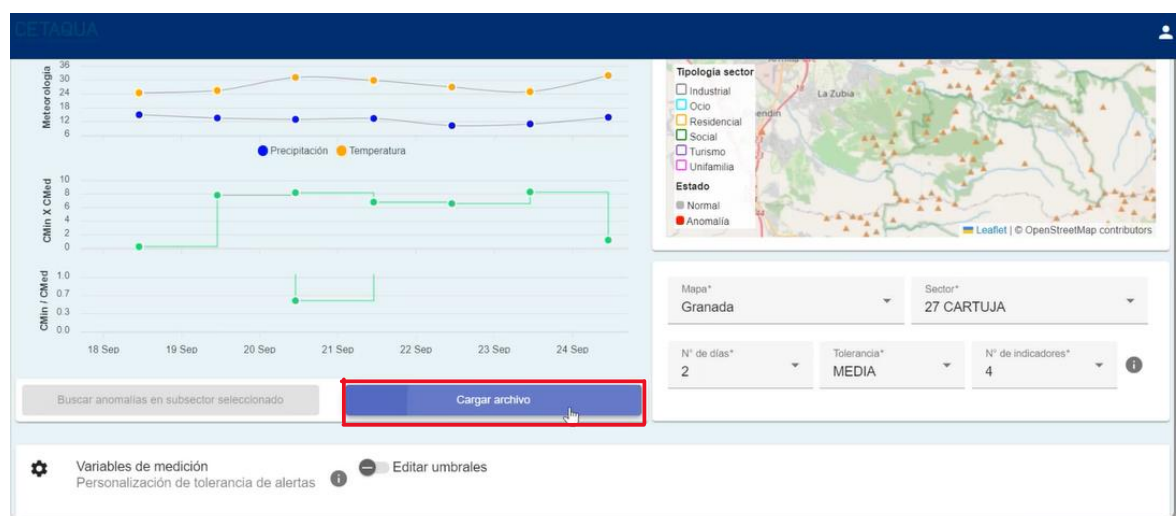 CETAQUA
Meteorologia
36
30
24
18
12
6
Precipitación
Temperatura
CMin X CMed
10
8
6
4
2
0
CMin / CMed
1.0
0.7
0.3
0.0
18 Sep
19 Sep
20 Sep
21 Sep
22 Sep
23 Sep
24 Sep
Buscar anomalías en subsector seleccionado
Cargar archivo
Tipologia sector
Industrial
Ocio
Residencial
Social
Turismo
Unifamilia
Estado
Normal
Anomalía
La Zubia
Leaflet | © OpenStreetMap contributors
Mapa*
Granada
Sector*
27 CARTUJA
N° de días*
2
Tolerancia*
MEDIA
N° de indicadores*
4
Variables de medición
Personalización de tolerancia de alertas
Editar umbrales